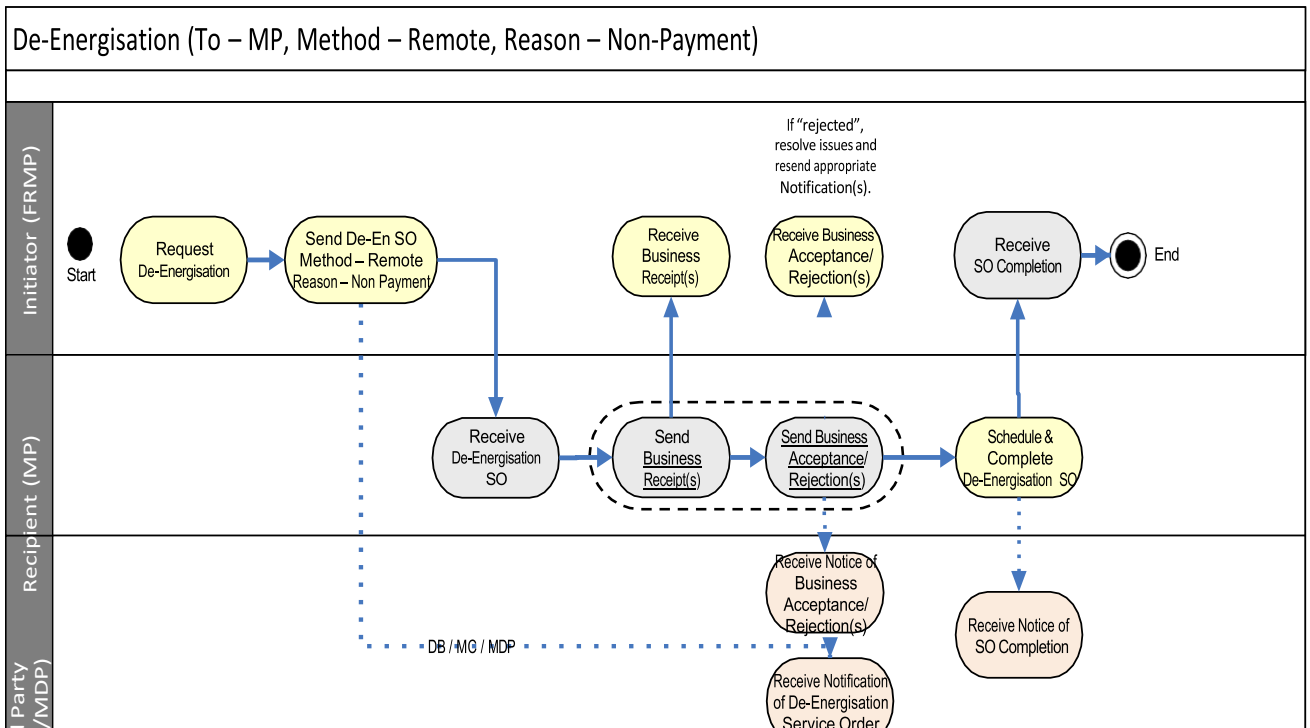 De-Energisation (To – MP, Method – Remote, Reason – Non-Payment)
Initiator (FRMP)
Start
Request
De-Energisation
Send De-En SO
Method – Remote
Reason – Non Payment
Receive
Business
Receipt(s)
If “rejected”,
resolve issues and
resend appropriate
Notification(s).
Receive Business
Acceptance/
Rejection(s)
Receive
SO Completion
End
Recipient (MP)
Receive
De-Energisation
SO
Send
Business
Receipt(s)
Send Business
Acceptance/
Rejection(s)
Schedule &
Complete
De-Energisation SO
Party
/MDP)
Receive Notice of
Business
Acceptance/
Rejection(s)
Receive Notice of
SO Completion
DB / MC / MDP
Receive Notification
of De-Energisation
Service Order